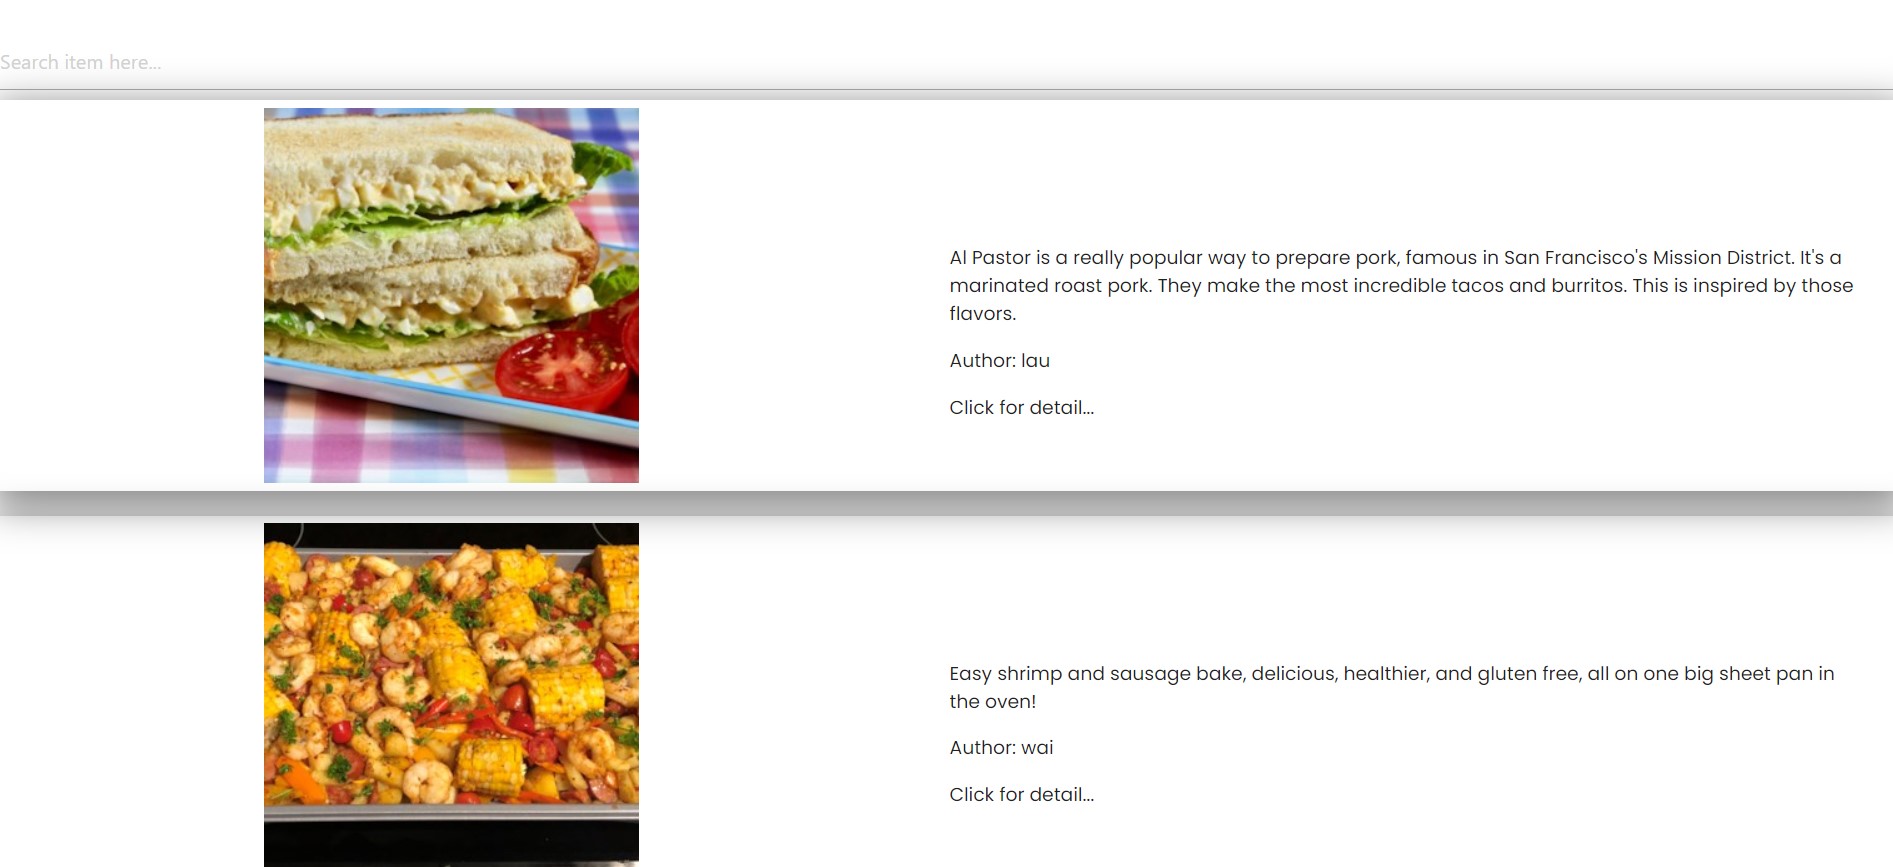 Search item here...
Al Pastor is a really popular way to prepare pork, famous in San Francisco's Mission District. It's a
marinated roast pork. They make the most incredible tacos and burritos. This is inspired by those
flavors.
Author: lau
Click for detail...
Easy shrimp and sausage bake, delicious, healthier, and gluten free, all on one big sheet pan in
the oven!
Author: wai
Click for detail...